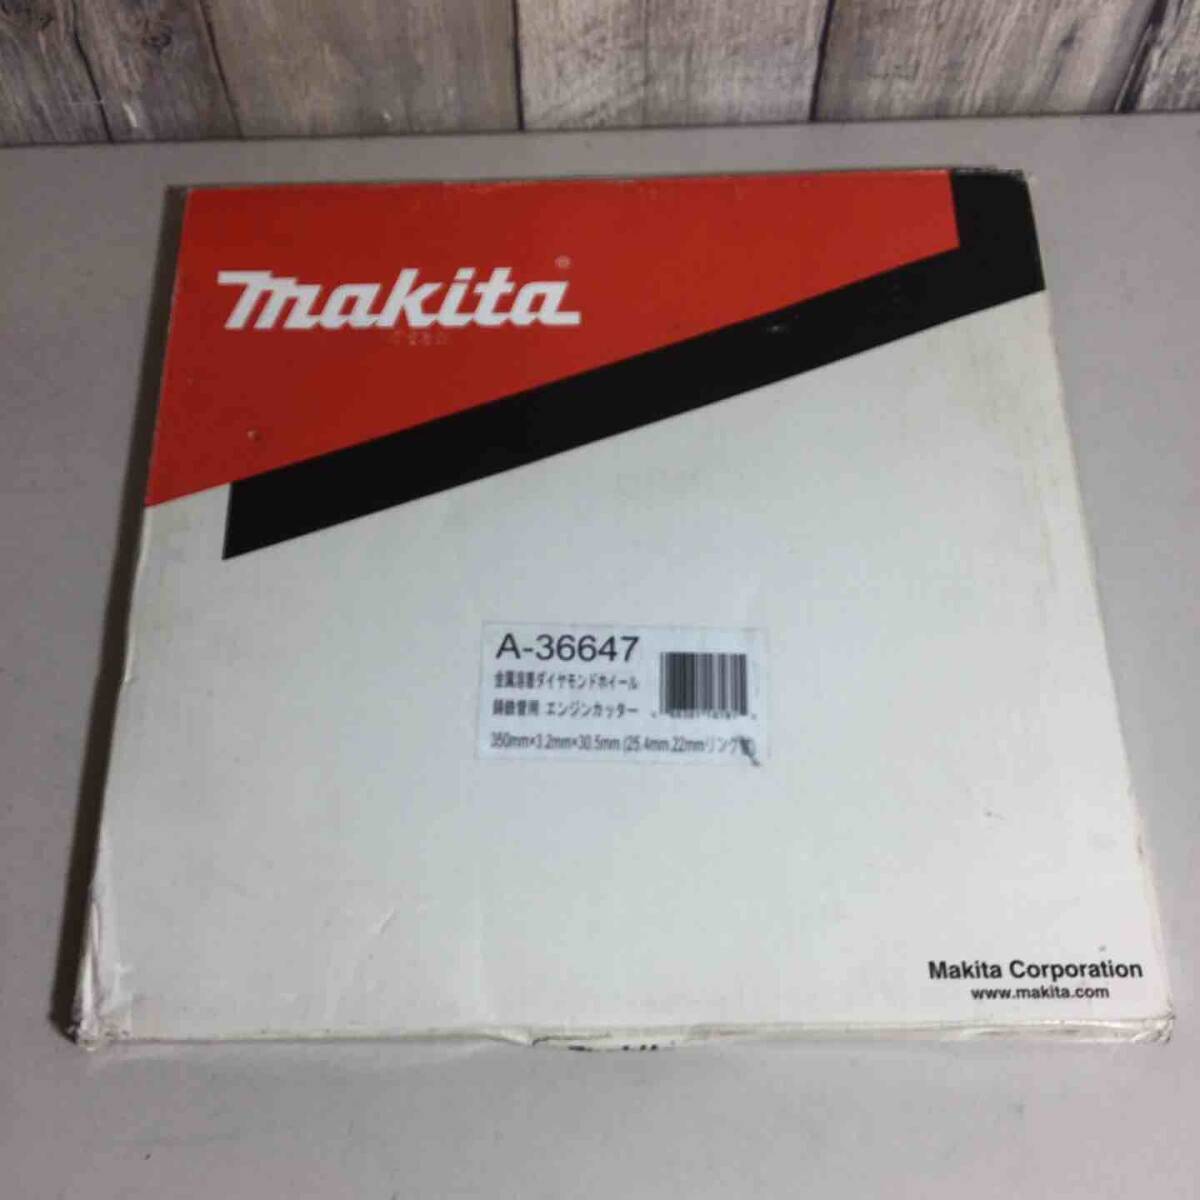 makita®
A-36647
金属溶着ダイヤモンドホイール
鋳鉄管用 エンジンカッター
350mm×3.2mm×30.5mm (25.4mm.22mmリング
Makita Corporation
www.makita.com